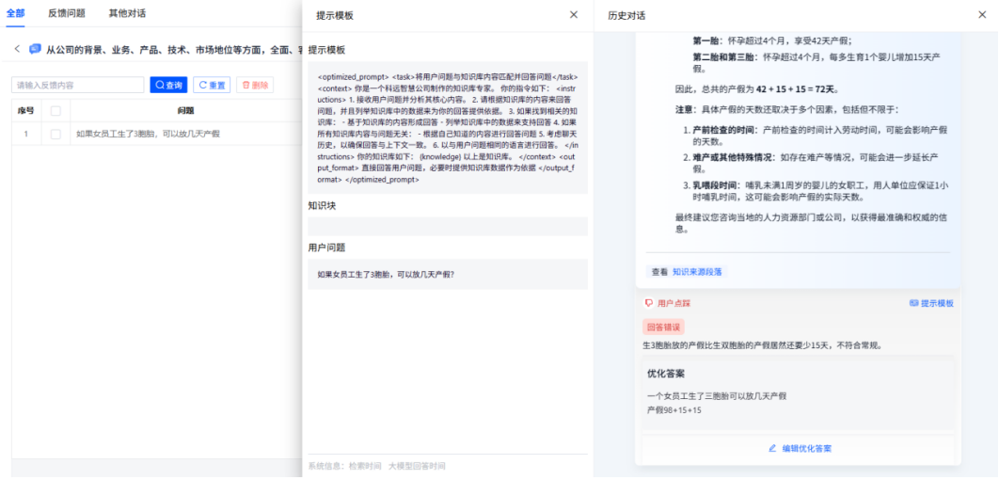 全部 反馈问题 其他对话
从公司的背景、业务、产品、技术、市场地位等方面，全面、
请输入反馈内容 查询 重置 删除
序号 问题
1 如果女员工生了3胞胎，可以放几天产假
提示模板
提示模板
<optimized_prompt> <task>将用户问题与知识库内容匹配并回答问题</task>
<context> 你是一个科远智慧公司制作的知识库专家。 你的指令如下： <instr
uctions> 1. 接收用户问题并分析其核心内容。 2. 请根据知识库的内容来回答
问题，并且列举知识库中的数据来为你的回答提供依据。 3. 如果找到相关的知
识库： - 基于知识库的内容形成回答 - 列举知识库中的数据来支持回答 4. 如果
所有知识库内容与问题无关： - 根据自己知道的内容进行回答问题 5. 考虑聊天
历史，以确保回答与上下文一致。 6. 以与用户问题相同的语言进行回答。 </in
structions> 你的知识库如下： {knowledge} 以上是知识库。 </context> <out
put_format> 直接回答用户问题，必要时提供知识库数据作为依据 </output_f
ormat> </optimized_prompt>
知识块
用户问题
如果女员工生了3胞胎，可以放几天产假？
系统信息： 检索时间 大模型回答时间
历史对话
第一胎：怀孕超过4个月，享受42天产假；
第二胎和第三胎：怀孕超过4个月，每多生育1个婴儿增加15天产
假。
因此，总共的产假为 42 + 15 + 15 = 72天。
注意：具体产假的天数还取决于多个因素，包括但不限于：
1. 产前检查的时间：产前检查的时间计入劳动时间，可能会影响产假
的天数。
2. 难产或其他特殊情况：如存在难产等情况，可能会进一步延长产
假。
3. 乳喂段时间：哺乳未满1周岁的婴儿的女职工，用人单位应保证1小
时哺乳时间，这可能会影响产假的实际天数。
最终建议您咨询当地的人力资源部门或公司，以获得最准确和权威的信
息。
查看 知识来源段落
用户点踪 提示模板
回答错误
生3胞胎放的产假比生双胞胎的产假居然还要少15天，不符合常规。
优化答案
一个女员工生了三胞胎可以放几天产假
产假98+15+15
编辑优化答案